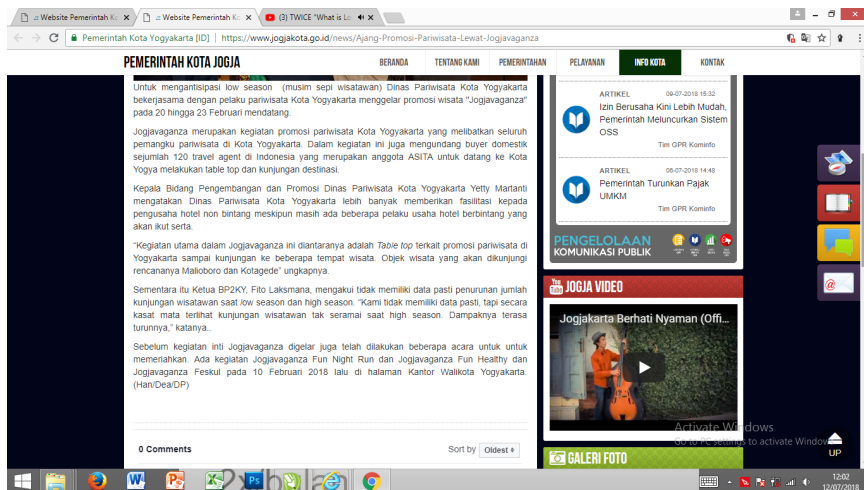 Website Pemerintah Ko
Website Pemerintah Ko
(3) TWICE "What is Lo
Pemerintah Kota Yogyakarta [ID] | https://www.jogjakota.go.id/news/Ajang-Promosi-Pariwisata-Lewat-Jogjavaganza
PEMERINTAH KOTA JOGJA
BERANDA TENTANG KAMI PEMERINTAHAN PELAYANAN INFO KOTA KONTAK
Untuk mengantisipasi low season (musim sepi wisatawan) Dinas Pariwisata Kota Yogyakarta
bekerjasama dengan pelaku pariwisata Kota Yogyakarta menggelar promosi wisata "Jogjavaganza"
pada 20 hingga 23 Februari mendatang.
Jogjavaganza merupakan kegiatan promosi pariwisata Kota Yogyakarta yang melibatkan seluruh
pemangku pariwisata di Kota Yogyakarta. Dalam kegiatan ini juga mengundang buyer domestik
sejumlah 120 travel agent di Indonesia yang merupakan anggota ASITA untuk datang ke Kota
Yogya melakukan table top dan kunjungan destinasi.
Kepala Bidang Pengembangan dan Promosi Dinas Pariwisata Kota Yogyakarta Yetty Martanti
mengatakan Dinas Pariwisata Kota Yogyakarta lebih banyak memberikan fasilitasi kepada
pengusaha hotel non bintang meskipun masih ada beberapa pelaku usaha hotel berbintang yang
akan ikut serta.
“Kegiatan utama dalam Jogjavaganza ini diantaranya adalah Table top terkait promosi pariwisata di
Yogyakarta sampai kunjungan ke beberapa tempat wisata. Objek wisata yang akan dikunjungi
rencananya Malioboro dan Kotagede” ungkapnya.
Sementara itu Ketua BP2KY, Fito Laksmana, mengakui tidak memiliki data pasti penurunan jumlah
kunjungan wisatawan saat low season dan high season. “Kami tidak memiliki data pasti, tapi secara
kasat mata terlihat kunjungan wisatawan tak seramai saat high season. Dampaknya terasa
turunnya,” katanya..
Sebelum kegiatan inti Jogjavaganza digelar juga telah dilakukan beberapa acara untuk untuk
memeriahkan. Ada kegiatan Jogjavaganza Fun Night Run dan Jogjavaganza Fun Healthy dan
Jogjavaganza Feskul pada 10 Februari 2018 lalu di halaman Kantor Walikota Yogyakarta.
(Han/Dea/DP)
0 Comments
Sort by Oldest
ARTIKEL 09-07-2018 15:32
Izin Berusaha Kini Lebih Mudah,
Pemerintah Meluncurkan Sistem
OSS
Tim GPR Kominfo
ARTIKEL 06-07-2018 14:48
Pemerintah Turunkan Pajak
UMKM
Tim GPR Kominfo
PENGELOLAAN
KOMUNIKASI PUBLIK
You Tube JOGJA VIDEO
Jogjakarta Berhati Nyaman (Offi...
GALERI FOTO
Activate Windows
Go to PC settings to activate Windows.
UP
12:02
12/07/2018